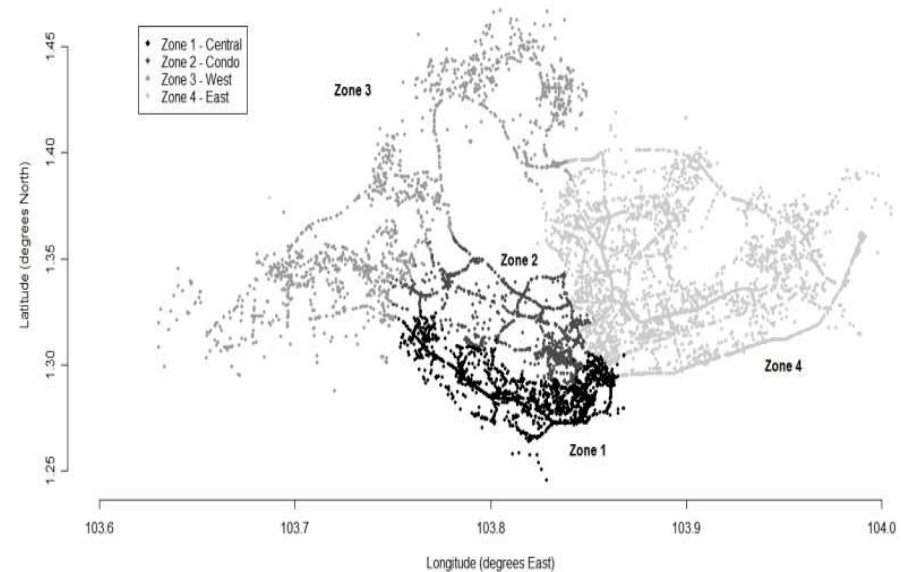 Zone 1 - Central
Zone 2 - Condo
Zone 3 - West
Zone 4 - East
Zone 3
Zone 2
Zone 4
Zone 1
Latitude (degrees North)
1.45
1.40
1.35
1.30
1.25
103.6
103.7
103.8
103.9
104.0
Longitude (degrees East)